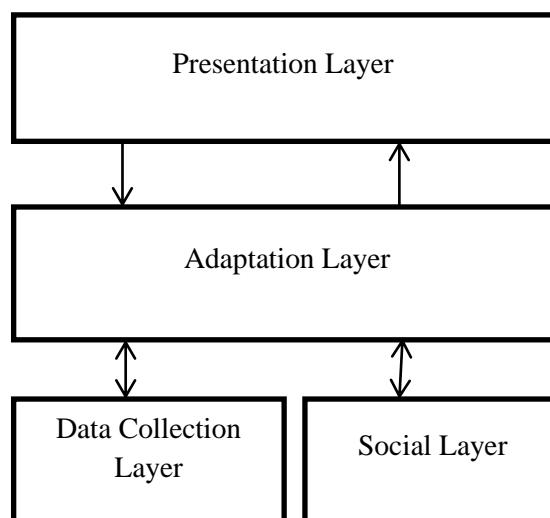 Presentation Layer
Adaptation Layer
Data Collection
Layer
Social Layer